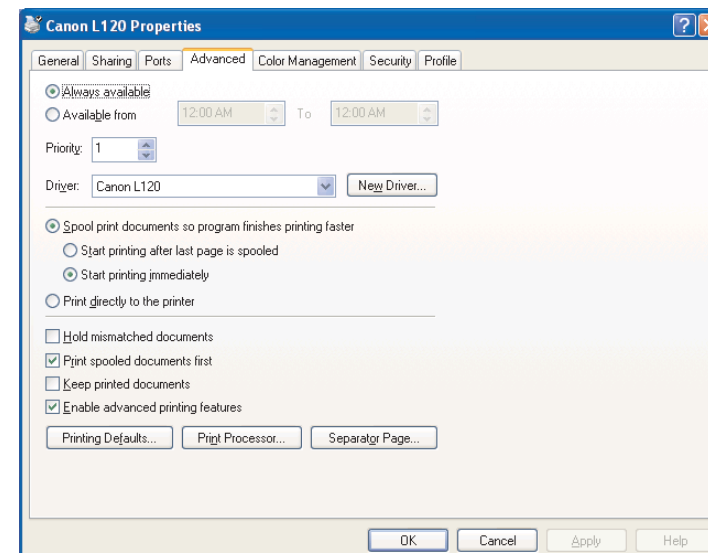 Canon L120 Properties
General Sharing Ports Advanced Color Management Security Profile
Always available
Available from 12:00 AM To 12:00 AM
Priority: 1
Driver: Canon L120 New Driver...
Spool print documents so program finishes printing faster
Start printing after last page is spooled
Start printing immediately
Print directly to the printer
Hold mismatched documents
Print spooled documents first
Keep printed documents
Enable advanced printing features
Printing Defaults... Print Processor... Separator Page...
OK Cancel Apply Help